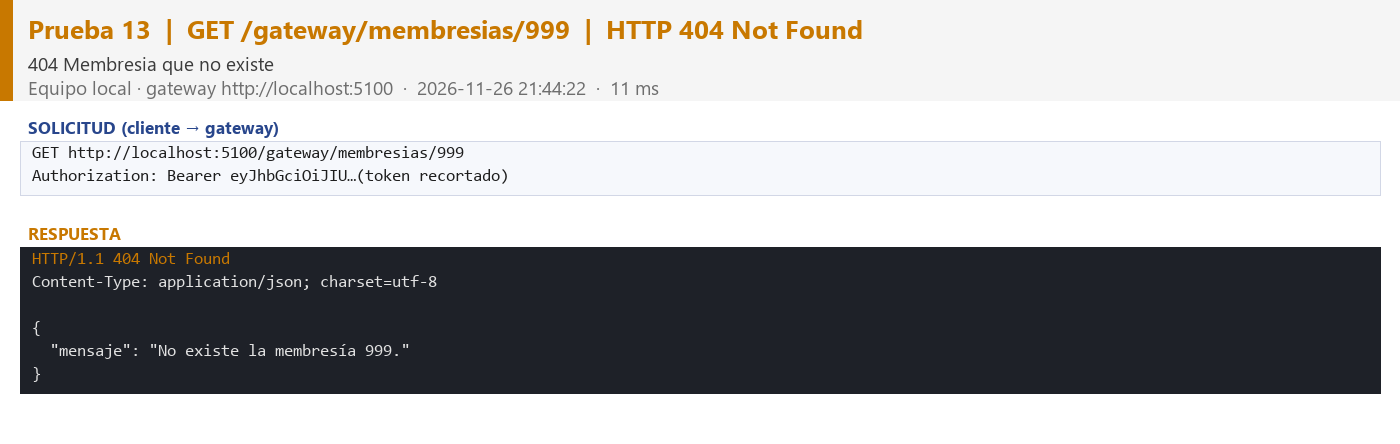 Prueba 13 | GET /gateway/membresias/999 | HTTP 404 Not Found
404 Membresia que no existe
Equipo local · gateway http://localhost:5100 · 2026-11-26 21:44:22 · 11 ms
SOLICITUD (cliente → gateway)
GET http://localhost:5100/gateway/membresias/999
Authorization: Bearer eyJhbGciOiJIU…(token recortado)
RESPUESTA
HTTP/1.1 404 Not Found
Content-Type: application/json; charset=utf-8
{
  "mensaje": "No existe la membresía 999."
}